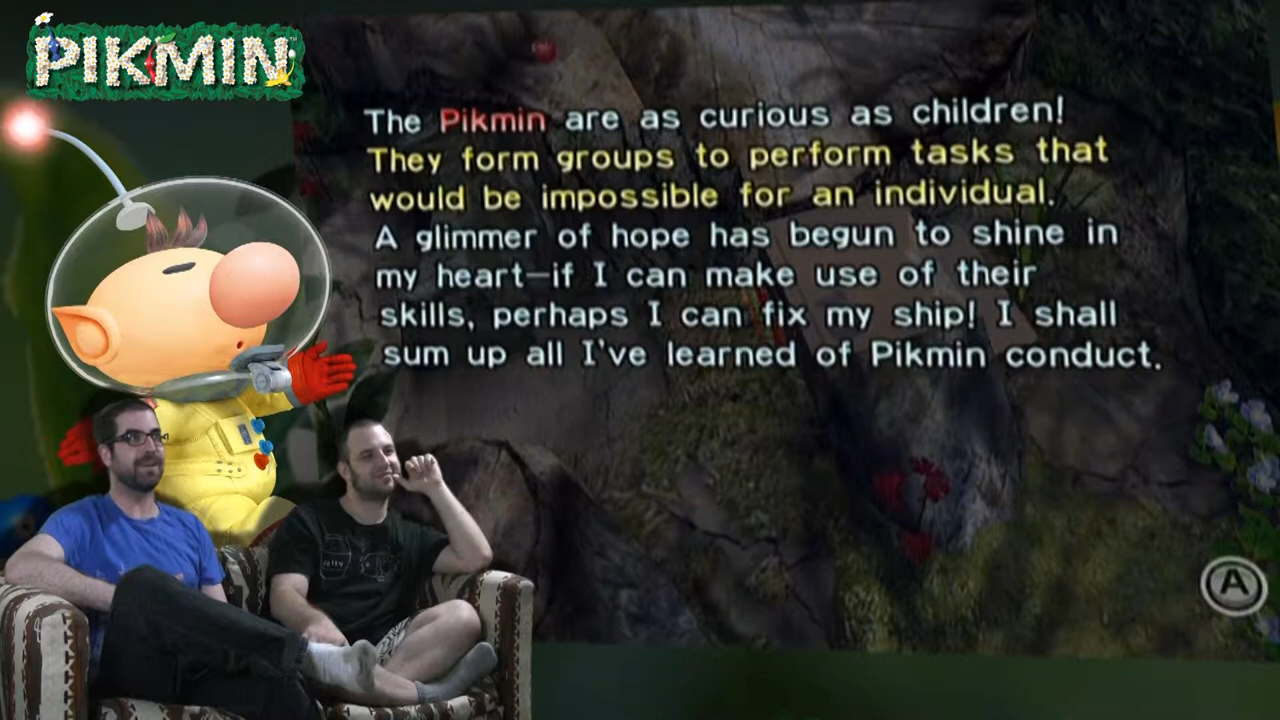 PIKMIN
The Pikmin are as curious as children!
They form groups to perform tasks that
would be impossible for an individual.
A glimmer of hope has begun to shine in
my heart—if I can make use of their
skills, perhaps I can fix my ship! I shall
sum up all I've learned of Pikmin conduct.
A